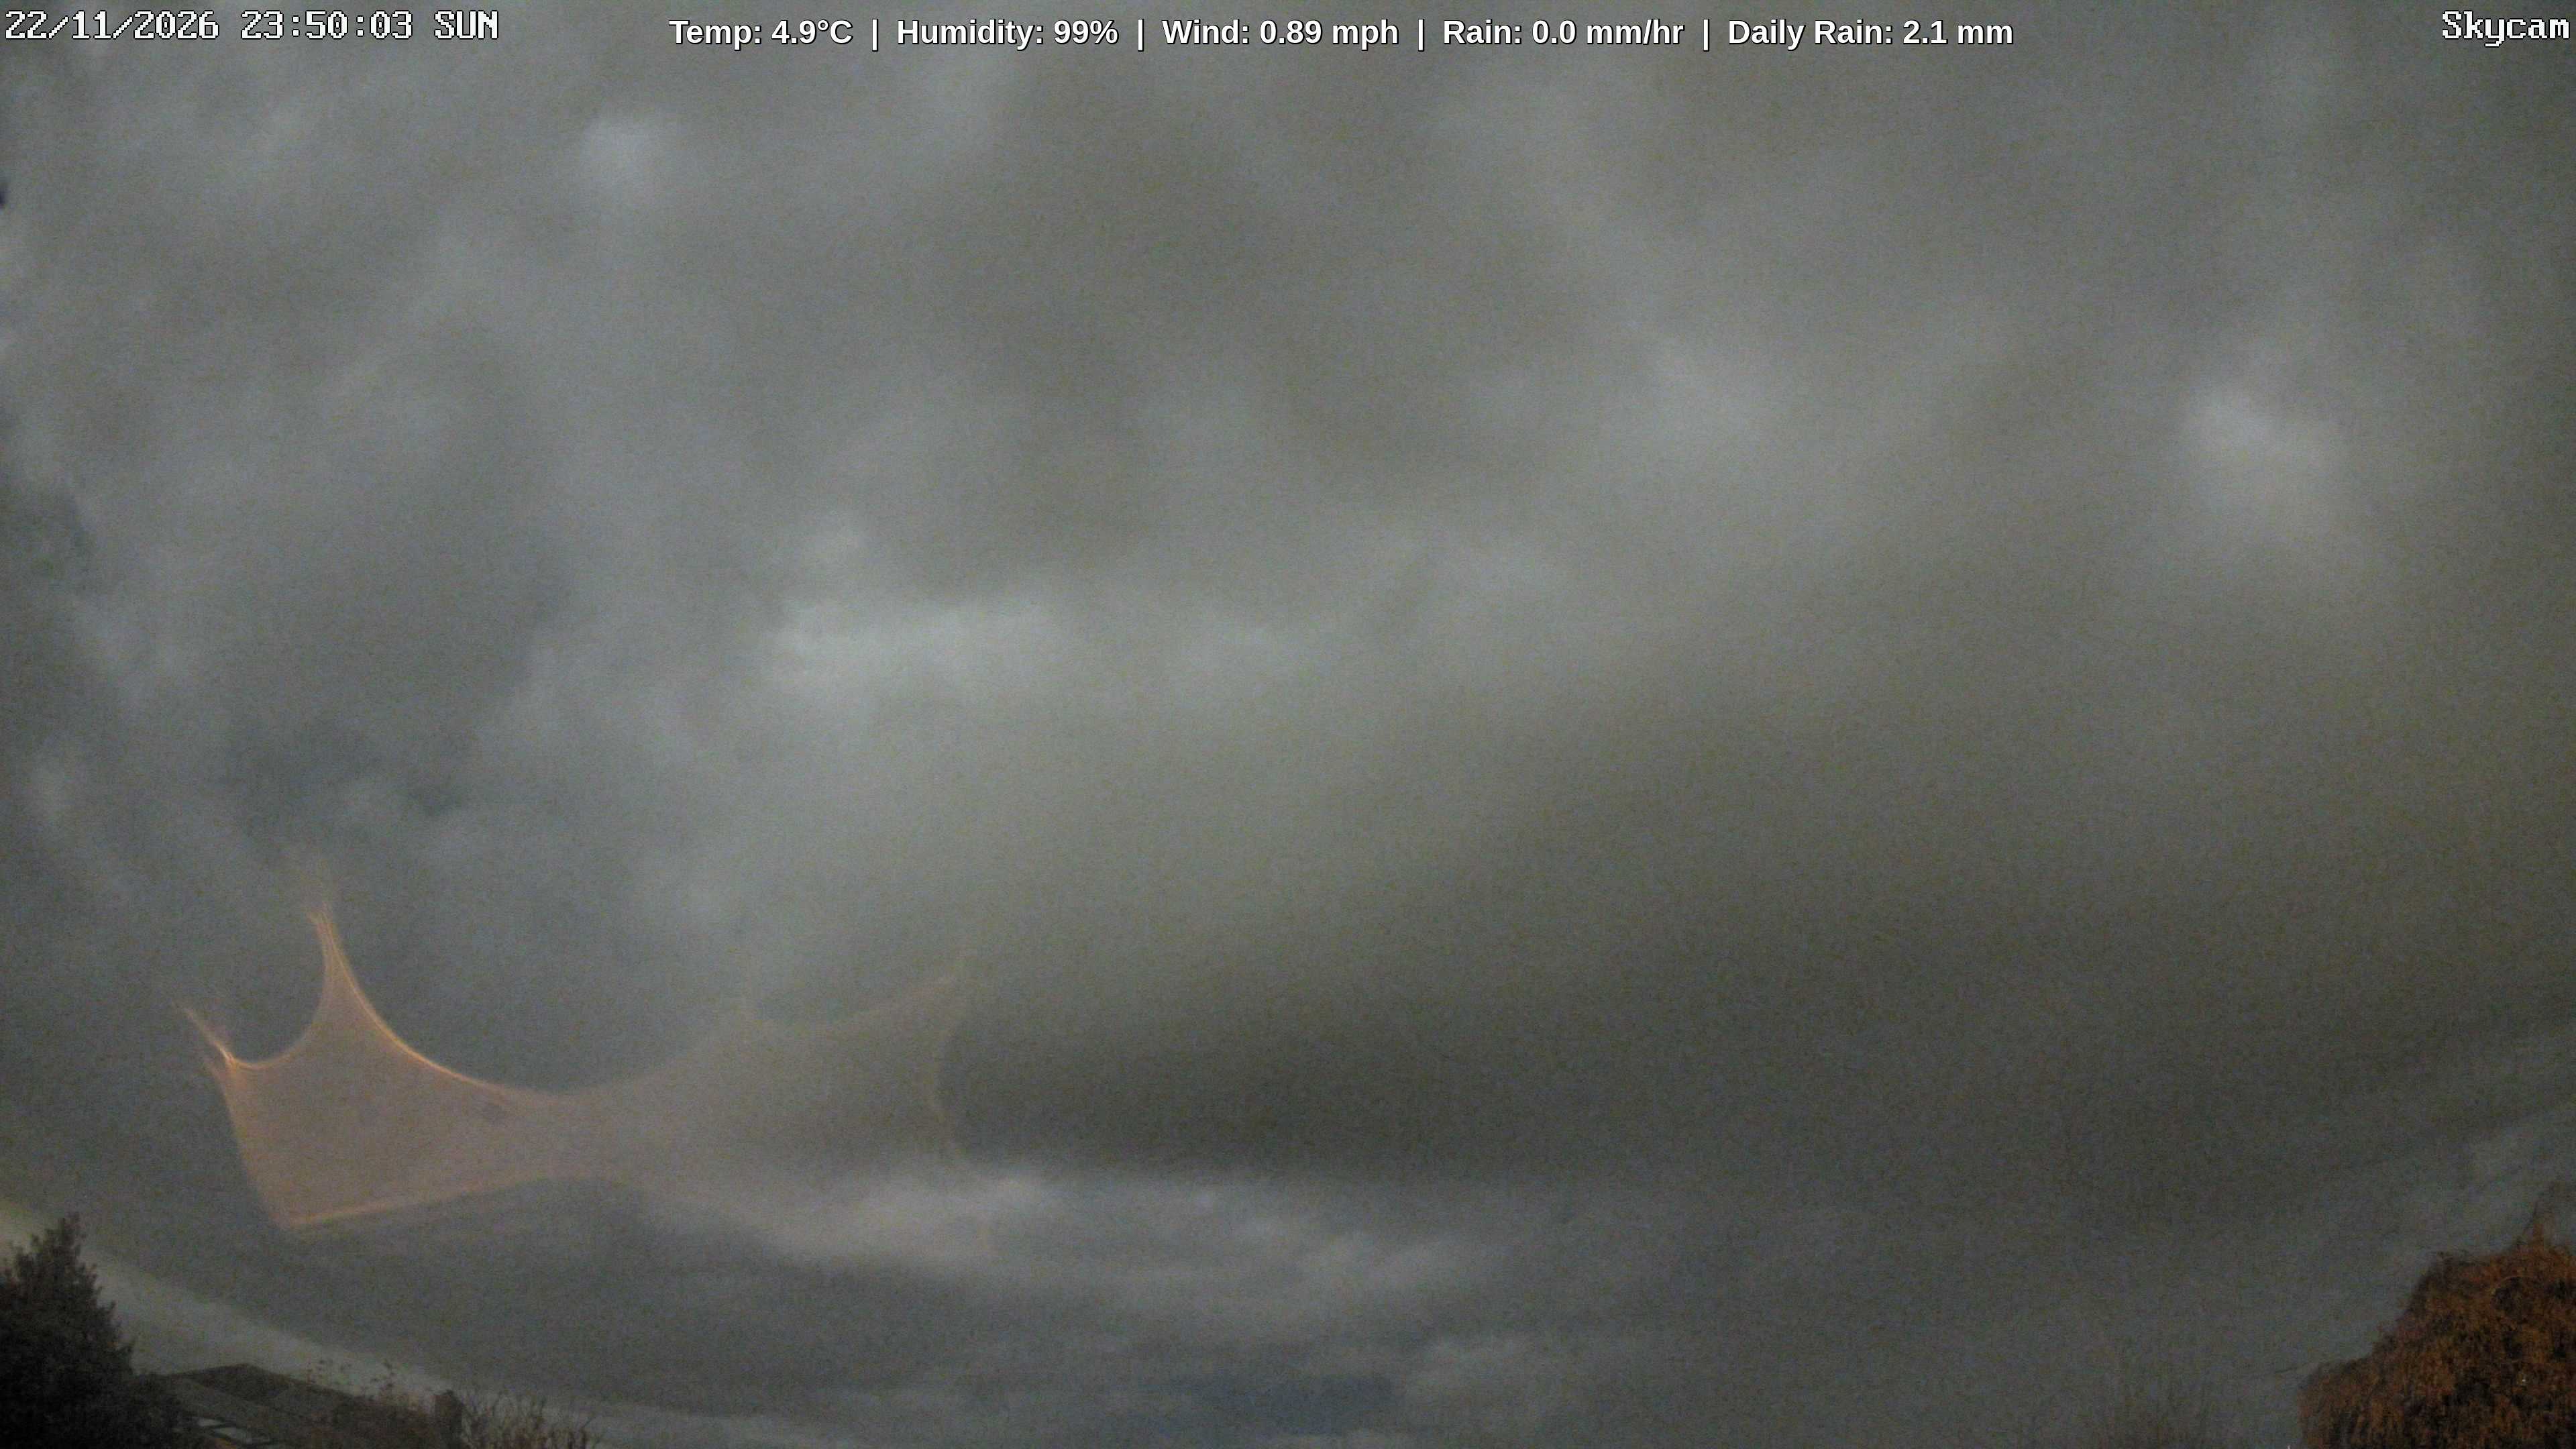 22/11/2026 23:50:03 SUN
Temp: 4.9°C | Humidity: 99% | Wind: 0.89 mph | Rain: 0.0 mm/hr | Daily Rain: 2.1 mm
Skycam